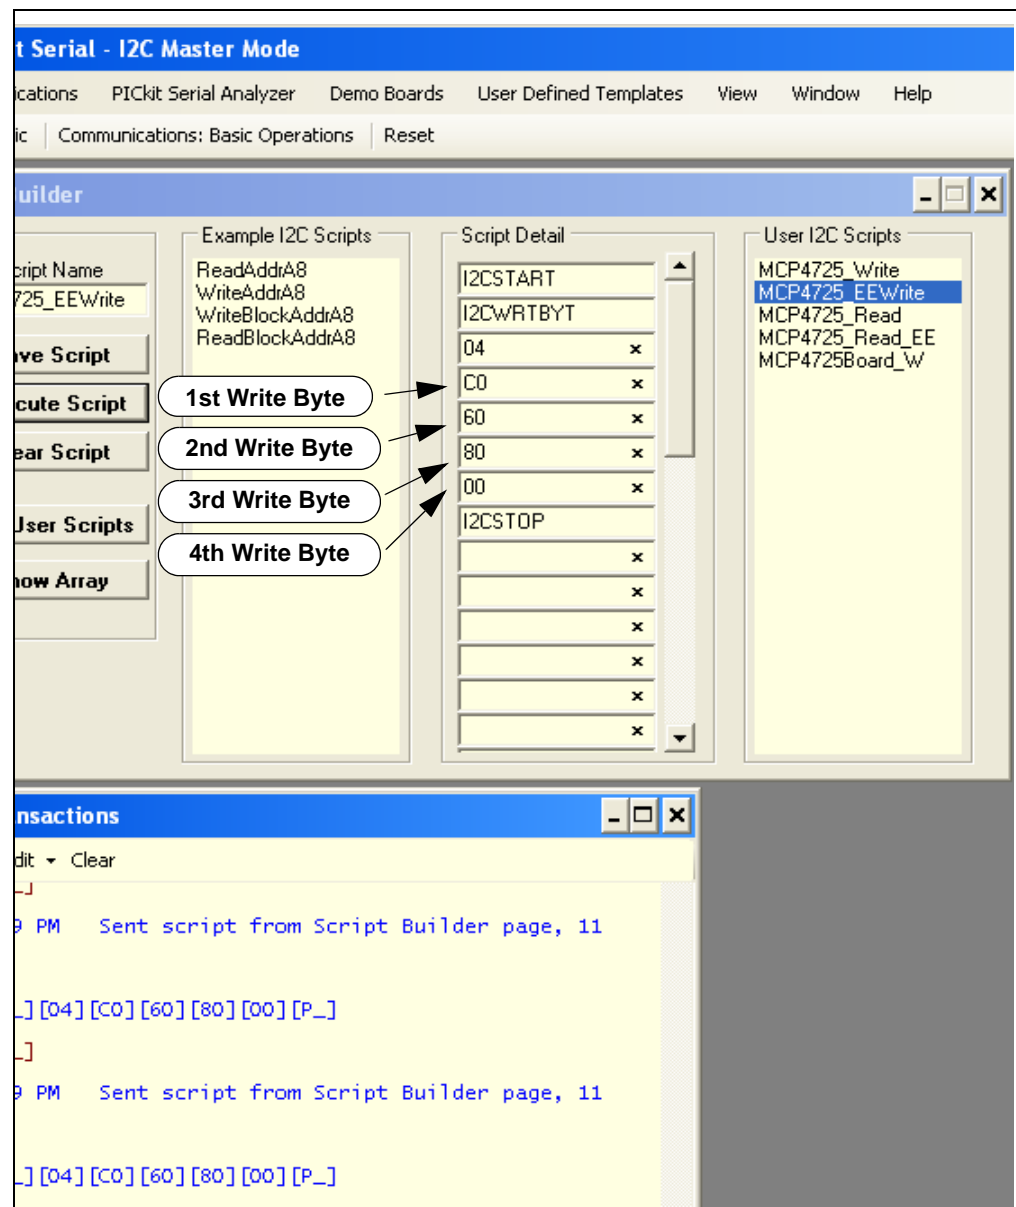 t Serial - I2C Master Mode
ications PICkit Serial Analyzer Demo Boards User Defined Templates View Window Help
ic Communications: Basic Operations Reset
uilder
cript Name
725_EEWrite
ave Script
cute Script
ear Script
User Scripts
how Array
Example I2C Scripts
ReadAddrA8
WriteAddrA8
WriteBlockAddrA8
ReadBlockAddrA8
1st Write Byte
2nd Write Byte
3rd Write Byte
4th Write Byte
Script Detail
I2CSTART
I2CWRTBYT
04
C0
60
80
00
I2CSTOP
User I2C Scripts
MCP4725_Write
MCP4725_EEWrite
MCP4725_Read
MCP4725_Read_EE
MCP4725Board_W
nsactions
dit Clear
_]
9 PM Sent script from Script Builder page, 11
_][04][C0][60][80][00][P_]
_]
9 PM Sent script from Script Builder page, 11
_][04][C0][60][80][00][P_]